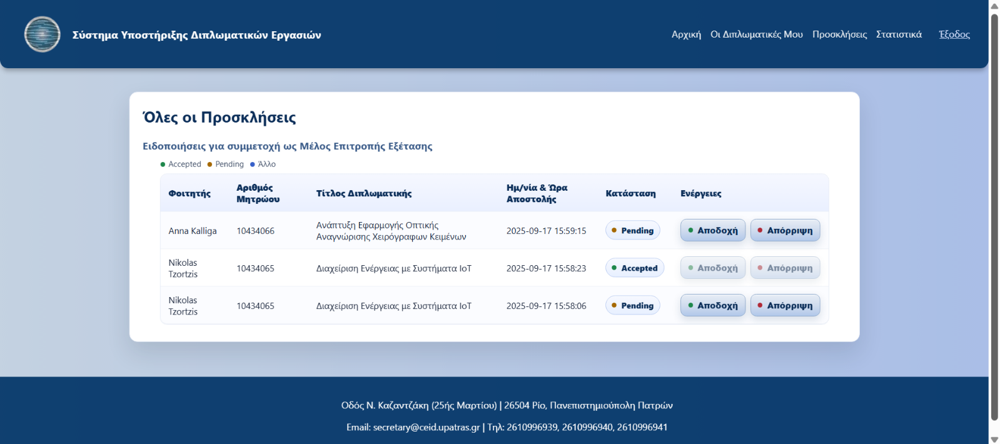 Σύστημα Υποστήριξης Διπλωματικών Εργασιών
Αρχική Οι Διπλωματικές Μου Προσκλήσεις Στατιστικά Έξοδος
Όλες οι Προσκλήσεις
Ειδοποιήσεις για συμμετοχή ως Μέλος Επιτροπής Εξέτασης
Accepted Pending Άλλο
Φοιτητής Αριθμός Μητρώου Τίτλος Διπλωματικής Ημ/νία & Ώρα Αποστολής Κατάσταση Ενέργειες
Anna Kalliga 10434066 Ανάπτυξη Εφαρμογής Οπτικής Αναγνώρισης Χειρόγραφων Κειμένων 2025-09-17 15:59:15 Pending Αποδοχή Απόρριψη
Nikolas Tzortzis 10434065 Διαχείριση Ενέργειας με Συστήματα IoT 2025-09-17 15:58:23 Accepted Αποδοχή Απόρριψη
Nikolas Tzortzis 10434065 Διαχείριση Ενέργειας με Συστήματα IoT 2025-09-17 15:58:06 Pending Αποδοχή Απόρριψη
Οδός Ν. Καζαντζάκη (25ής Μαρτίου) | 26504 Ρίο, Πανεπιστημιούπολη Πατρών
Email: secretary@ceid.upatras.gr | Τηλ: 2610996939, 2610996940, 2610996941